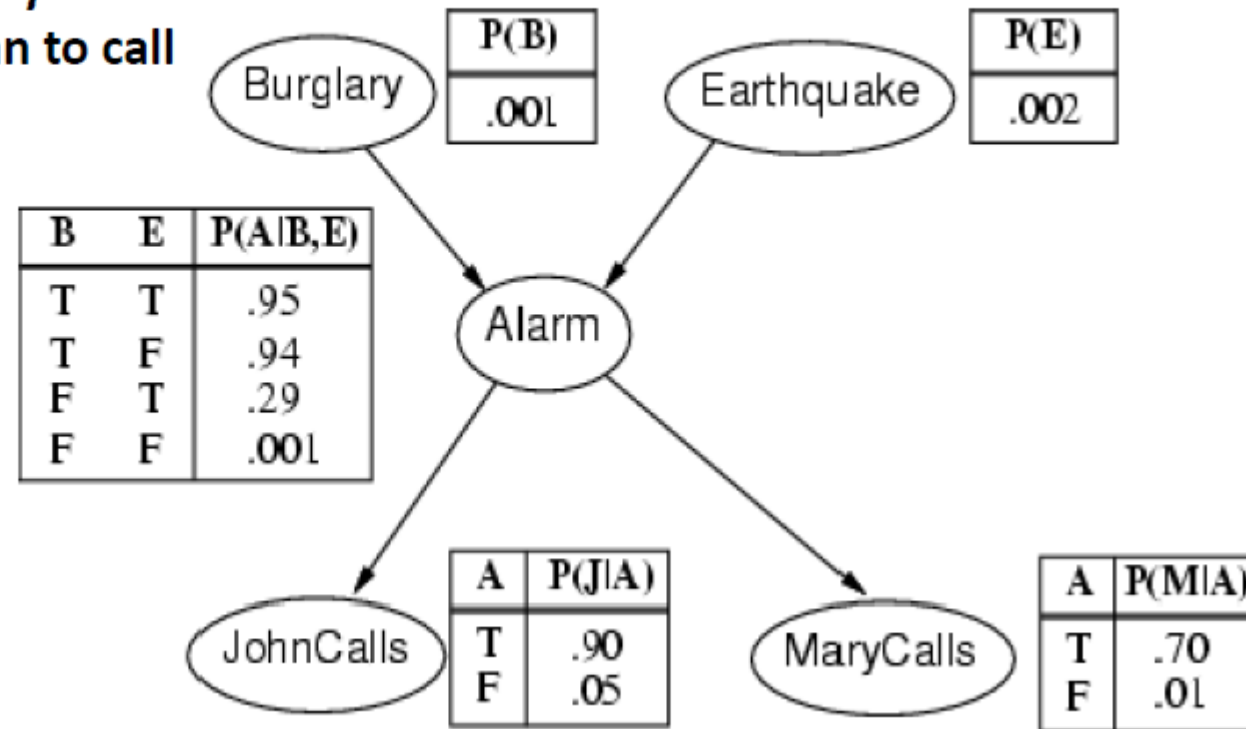 n to call
Burglary
P(B)
.001
Earthquake
P(E)
.002
B E P(A|B,E)
T T .95
T F .94
F T .29
F F .001
Alarm
JohnCalls
A P(J|A)
T .90
F .05
MaryCalls
A P(M|A)
T .70
F .01